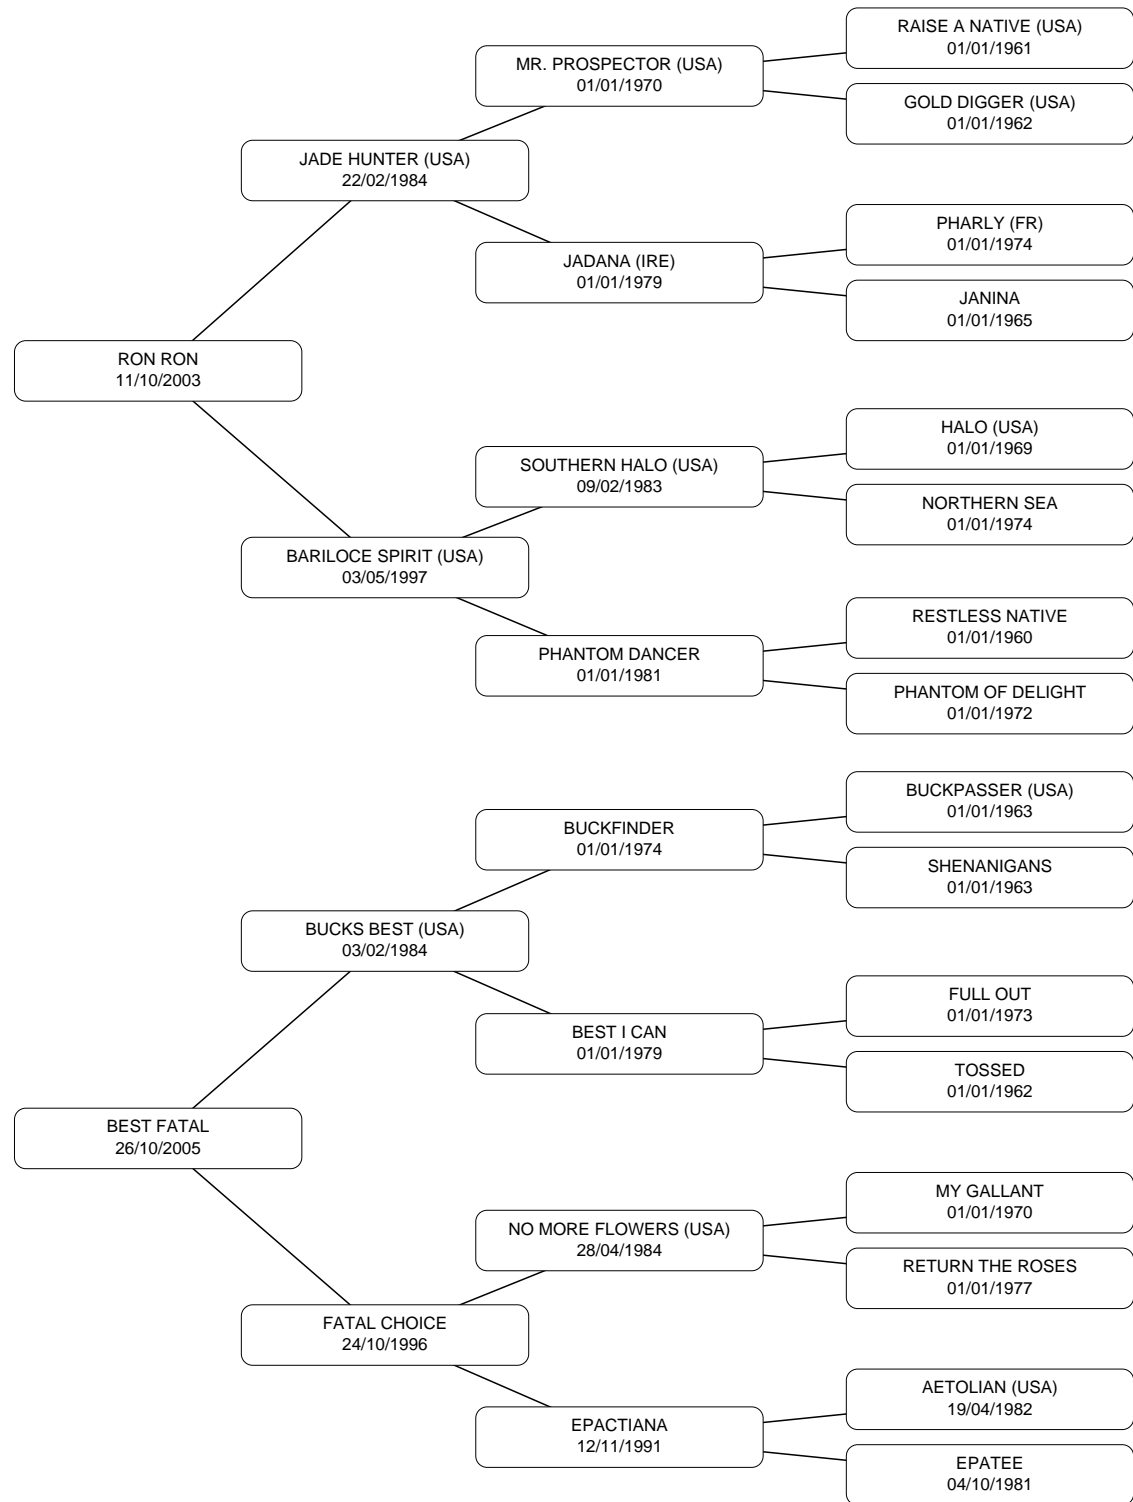 RAISE A NATIVE (USA)
01/01/1961
MR. PROSPECTOR (USA)
01/01/1970
GOLD DIGGER (USA)
01/01/1962
JADE HUNTER (USA)
22/02/1984
PHARLY (FR)
01/01/1974
JADANA (IRE)
01/01/1979
JANINA
01/01/1965
RON RON
11/10/2003
HALO (USA)
01/01/1969
SOUTHERN HALO (USA)
09/02/1983
NORTHERN SEA
01/01/1974
BARILOCE SPIRIT (USA)
03/05/1997
RESTLESS NATIVE
01/01/1960
PHANTOM DANCER
01/01/1981
PHANTOM OF DELIGHT
01/01/1972
BUCKPASSER (USA)
01/01/1963
BUCKFINDER
01/01/1974
SHENANIGANS
01/01/1963
BUCKS BEST (USA)
03/02/1984
FULL OUT
01/01/1973
BEST I CAN
01/01/1979
TOSSED
01/01/1962
BEST FATAL
26/10/2005
MY GALLANT
01/01/1970
NO MORE FLOWERS (USA)
28/04/1984
RETURN THE ROSES
01/01/1977
FATAL CHOICE
24/10/1996
AETOLIAN (USA)
19/04/1982
EPACTIANA
12/11/1991
EPATEE
04/10/1981